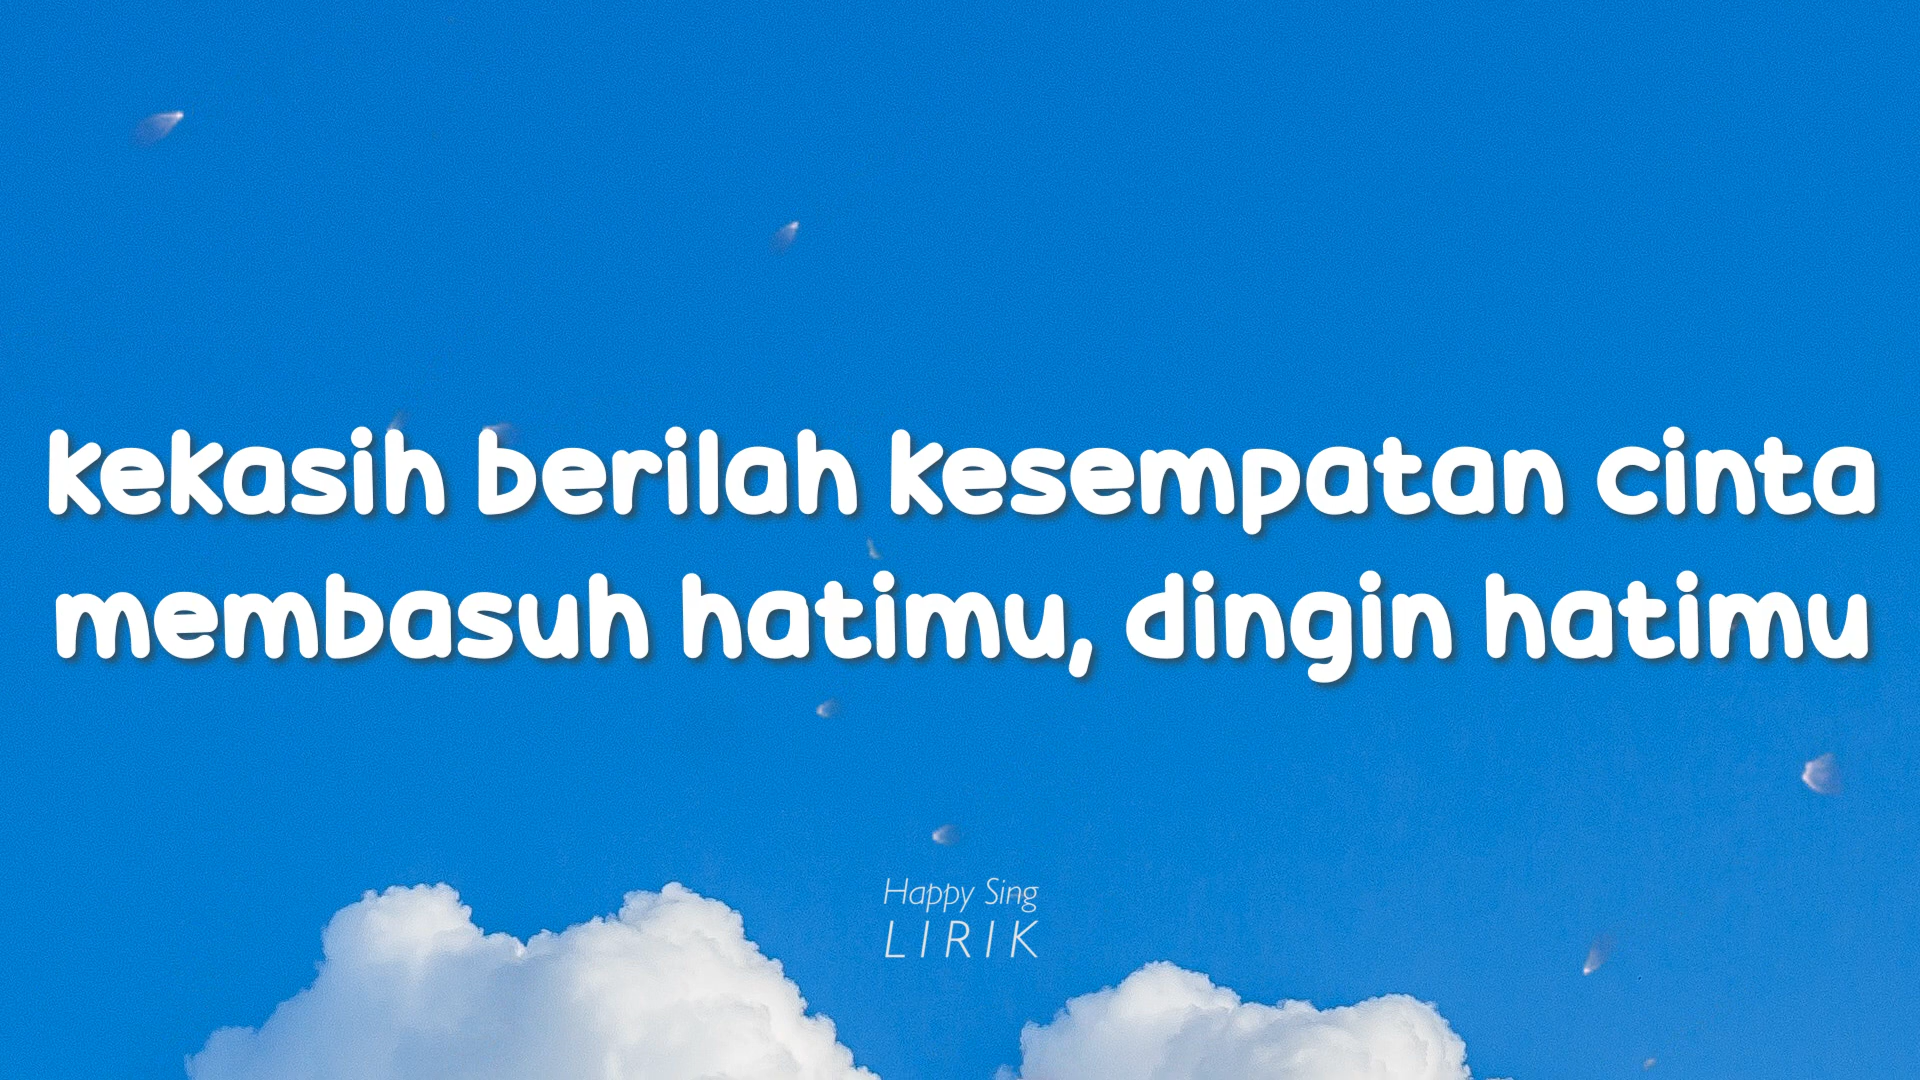 kekasih berilah kesempatan cinta
membasuh hatimu, dingin hatimu
Happy Sing
LIRIK